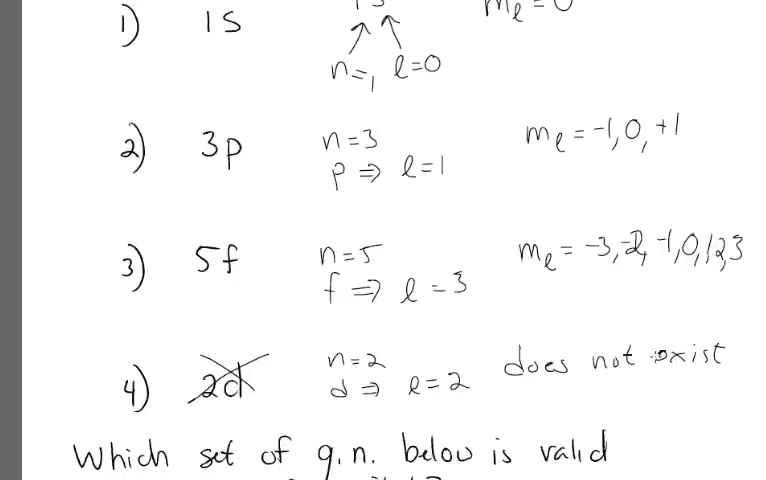 1) 1S mℓ = 0
n=1 ℓ=0
2) 3p n=3 mℓ = -1, 0, +1
p ⇒ ℓ=1
3) 5f n=5 mℓ = -3, -2, -1, 0, 1, 2, 3
f ⇒ ℓ=3
4) 2d n=2 does not exist
d ⇒ ℓ=2
Which set of q.n. below is valid